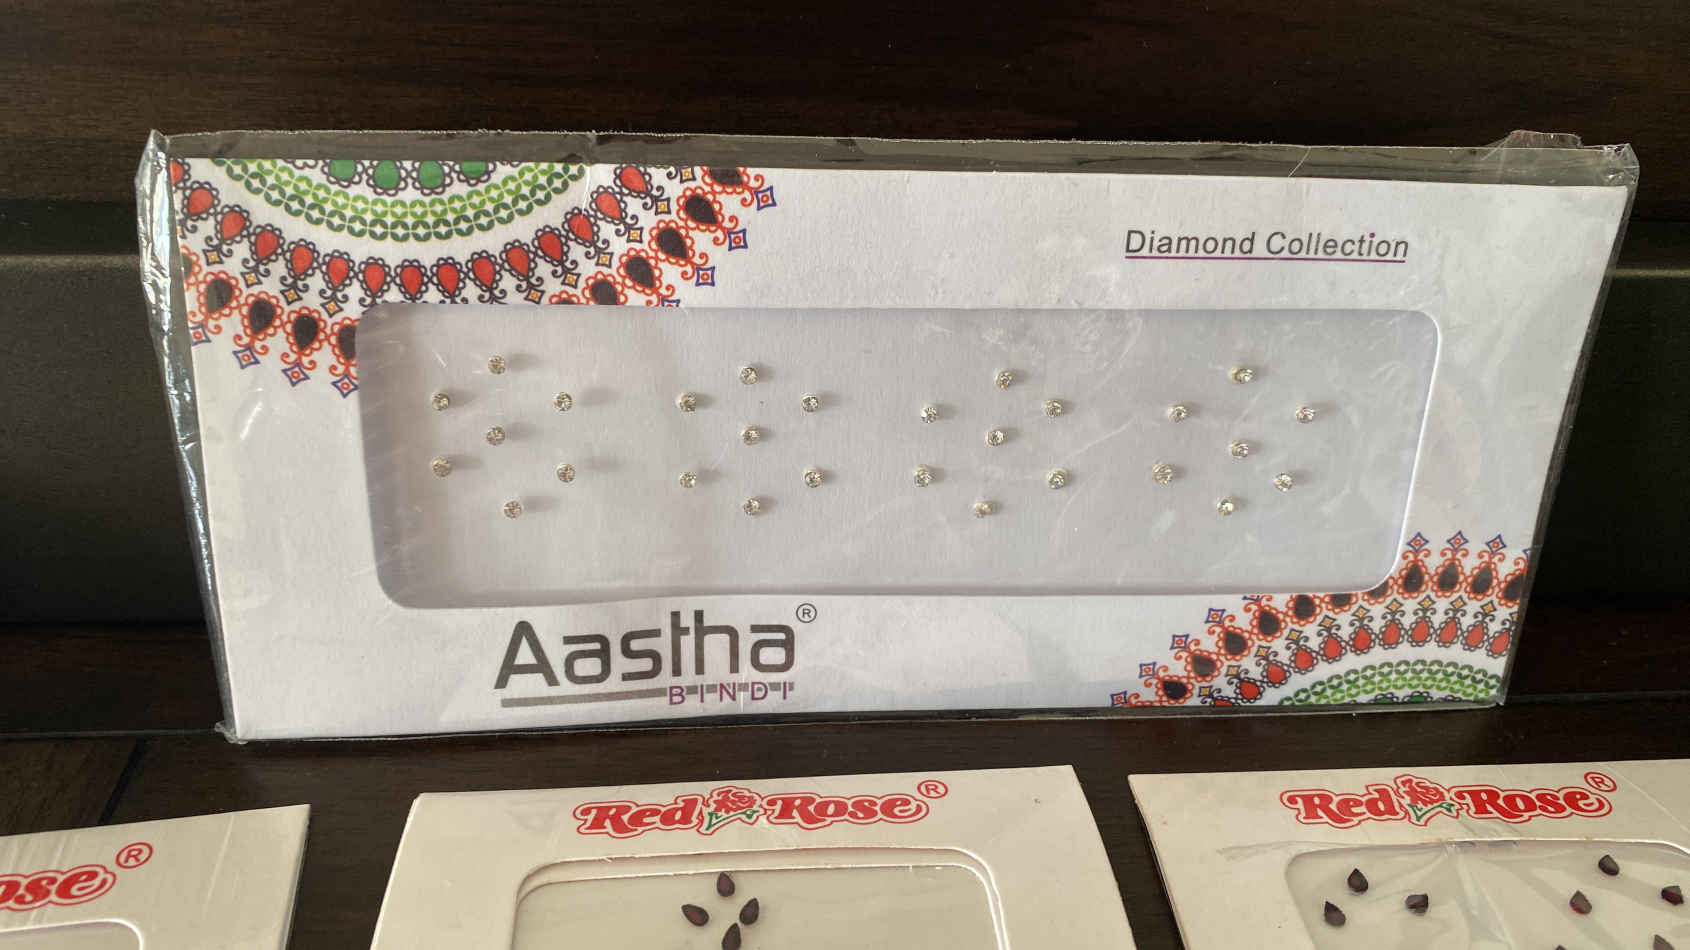 Diamond Collection
Aastha®
BINDI
Red Rose®
Red Rose®
ose®